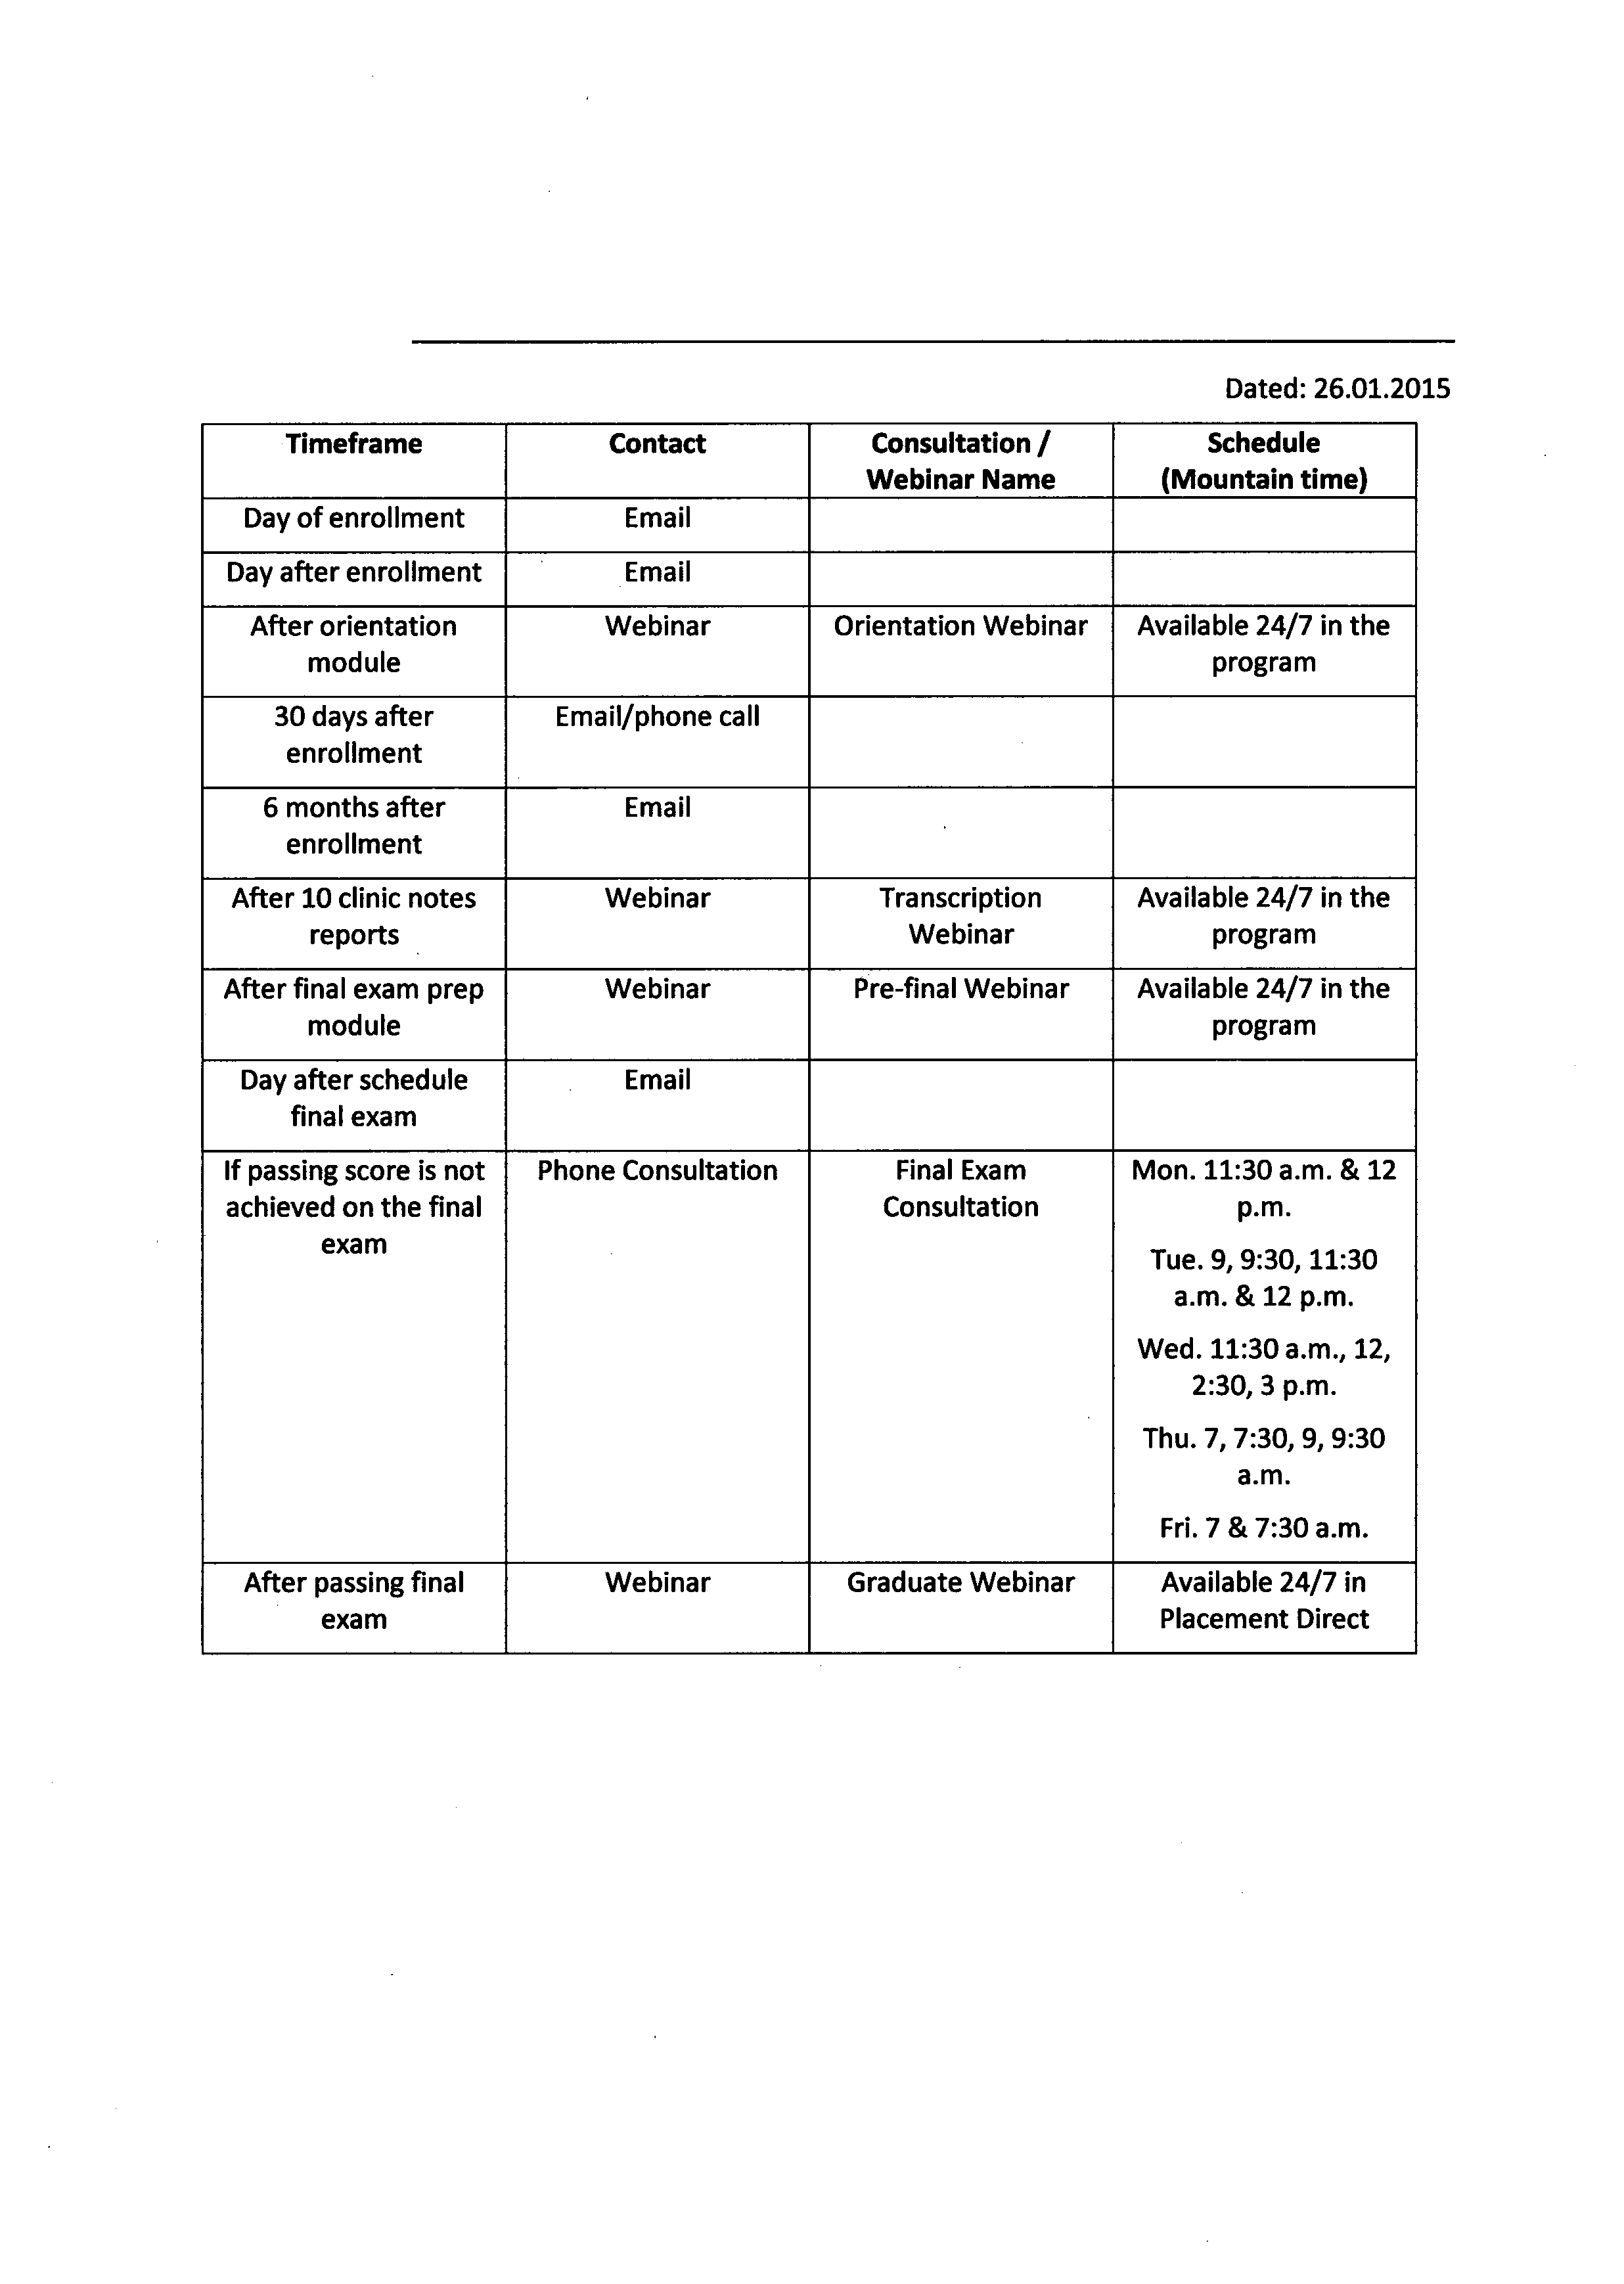 Dated: 26.01.2015
Timeframe Contact Consultation / Schedule
Webinar Name (Mountain time)
Day of enrollment Email
Day after enrollment Email
After orientation Webinar Orientation Webinar Available 24/7 in the
module program
30 days after Email/phone call
enrollment
6 months after Email
enrollment
After 10 clinic notes Webinar Transcription Available 24/7 in the
reports Webinar program
After final exam prep Webinar Pre-final Webinar Available 24/7 in the
module program
Day after schedule Email
final exam
If passing score is not Phone Consultation Final Exam Mon. 11:30 a.m. & 12
achieved on the final Consultation p.m.
exam
Tue. 9, 9:30, 11:30
a.m. & 12 p.m.
Wed. 11:30 a.m., 12,
2:30, 3 p.m.
Thu. 7, 7:30, 9, 9:30
a.m.
Fri. 7 & 7:30 a.m.
After passing final Webinar Graduate Webinar Available 24/7 in
exam Placement Direct